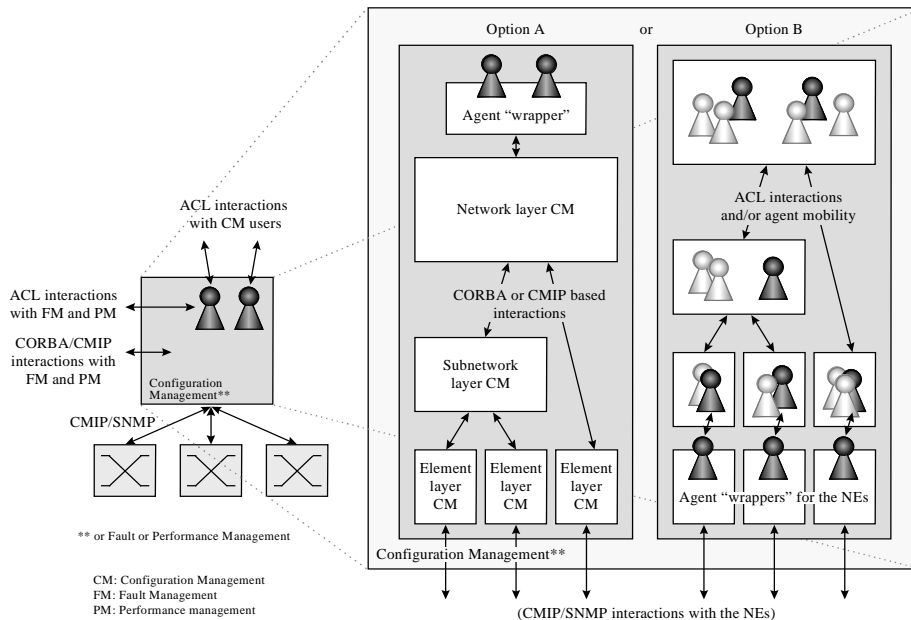 Option A
or
Option B
Agent “wrapper”
Network layer CM
ACL interactions
and/or agent mobility
ACL interactions
with CM users
ACL interactions
with FM and PM
CORBA or CMIP based
interactions
CORBA/CMIP
interactions with
FM and PM
Configuration
Management**
Subnetwork
layer CM
CMIP/SNMP
Element
layer
CM
Element
layer
CM
Element
layer
CM
Agent “wrappers” for the NEs
** or Fault or Performance Management
Configuration Management**
CM: Configuration Management
FM: Fault Management
PM: Performance management
(CMIP/SNMP interactions with the NEs)